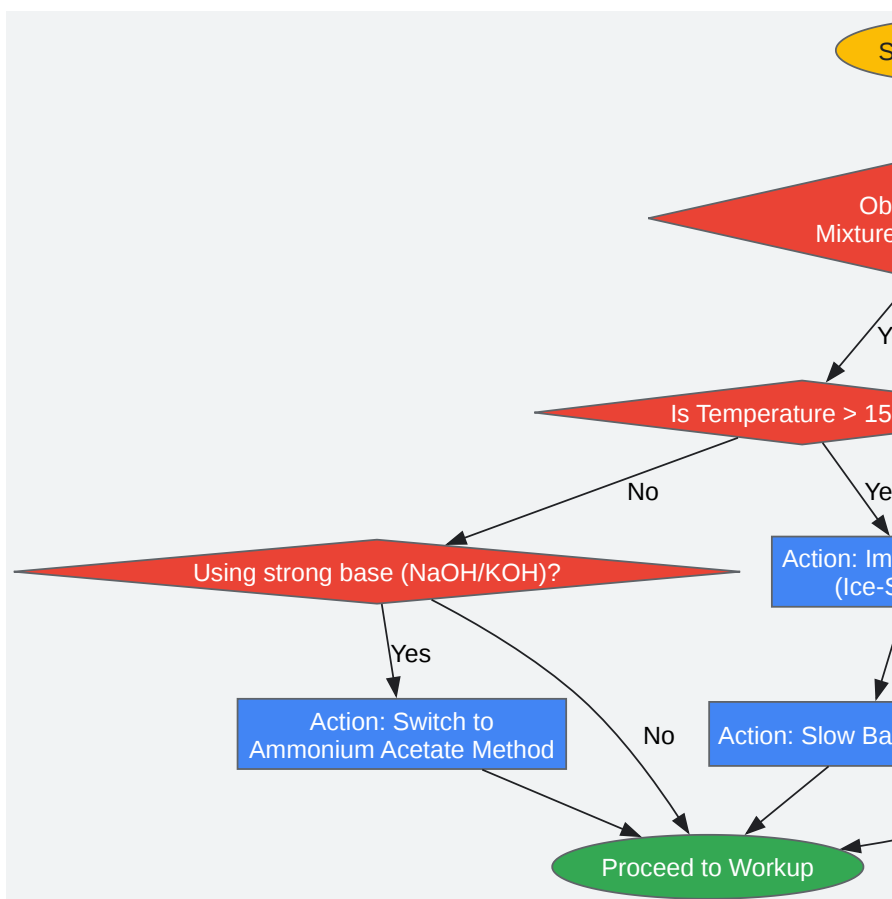 S
Ob
Mixture
Y
Is Temperature > 15
No
Ye
Using strong base (NaOH/KOH)?
Action: Im
(Ice-S
Yes
Action: Switch to
Ammonium Acetate Method
No
Action: Slow Ba
Proceed to Workup